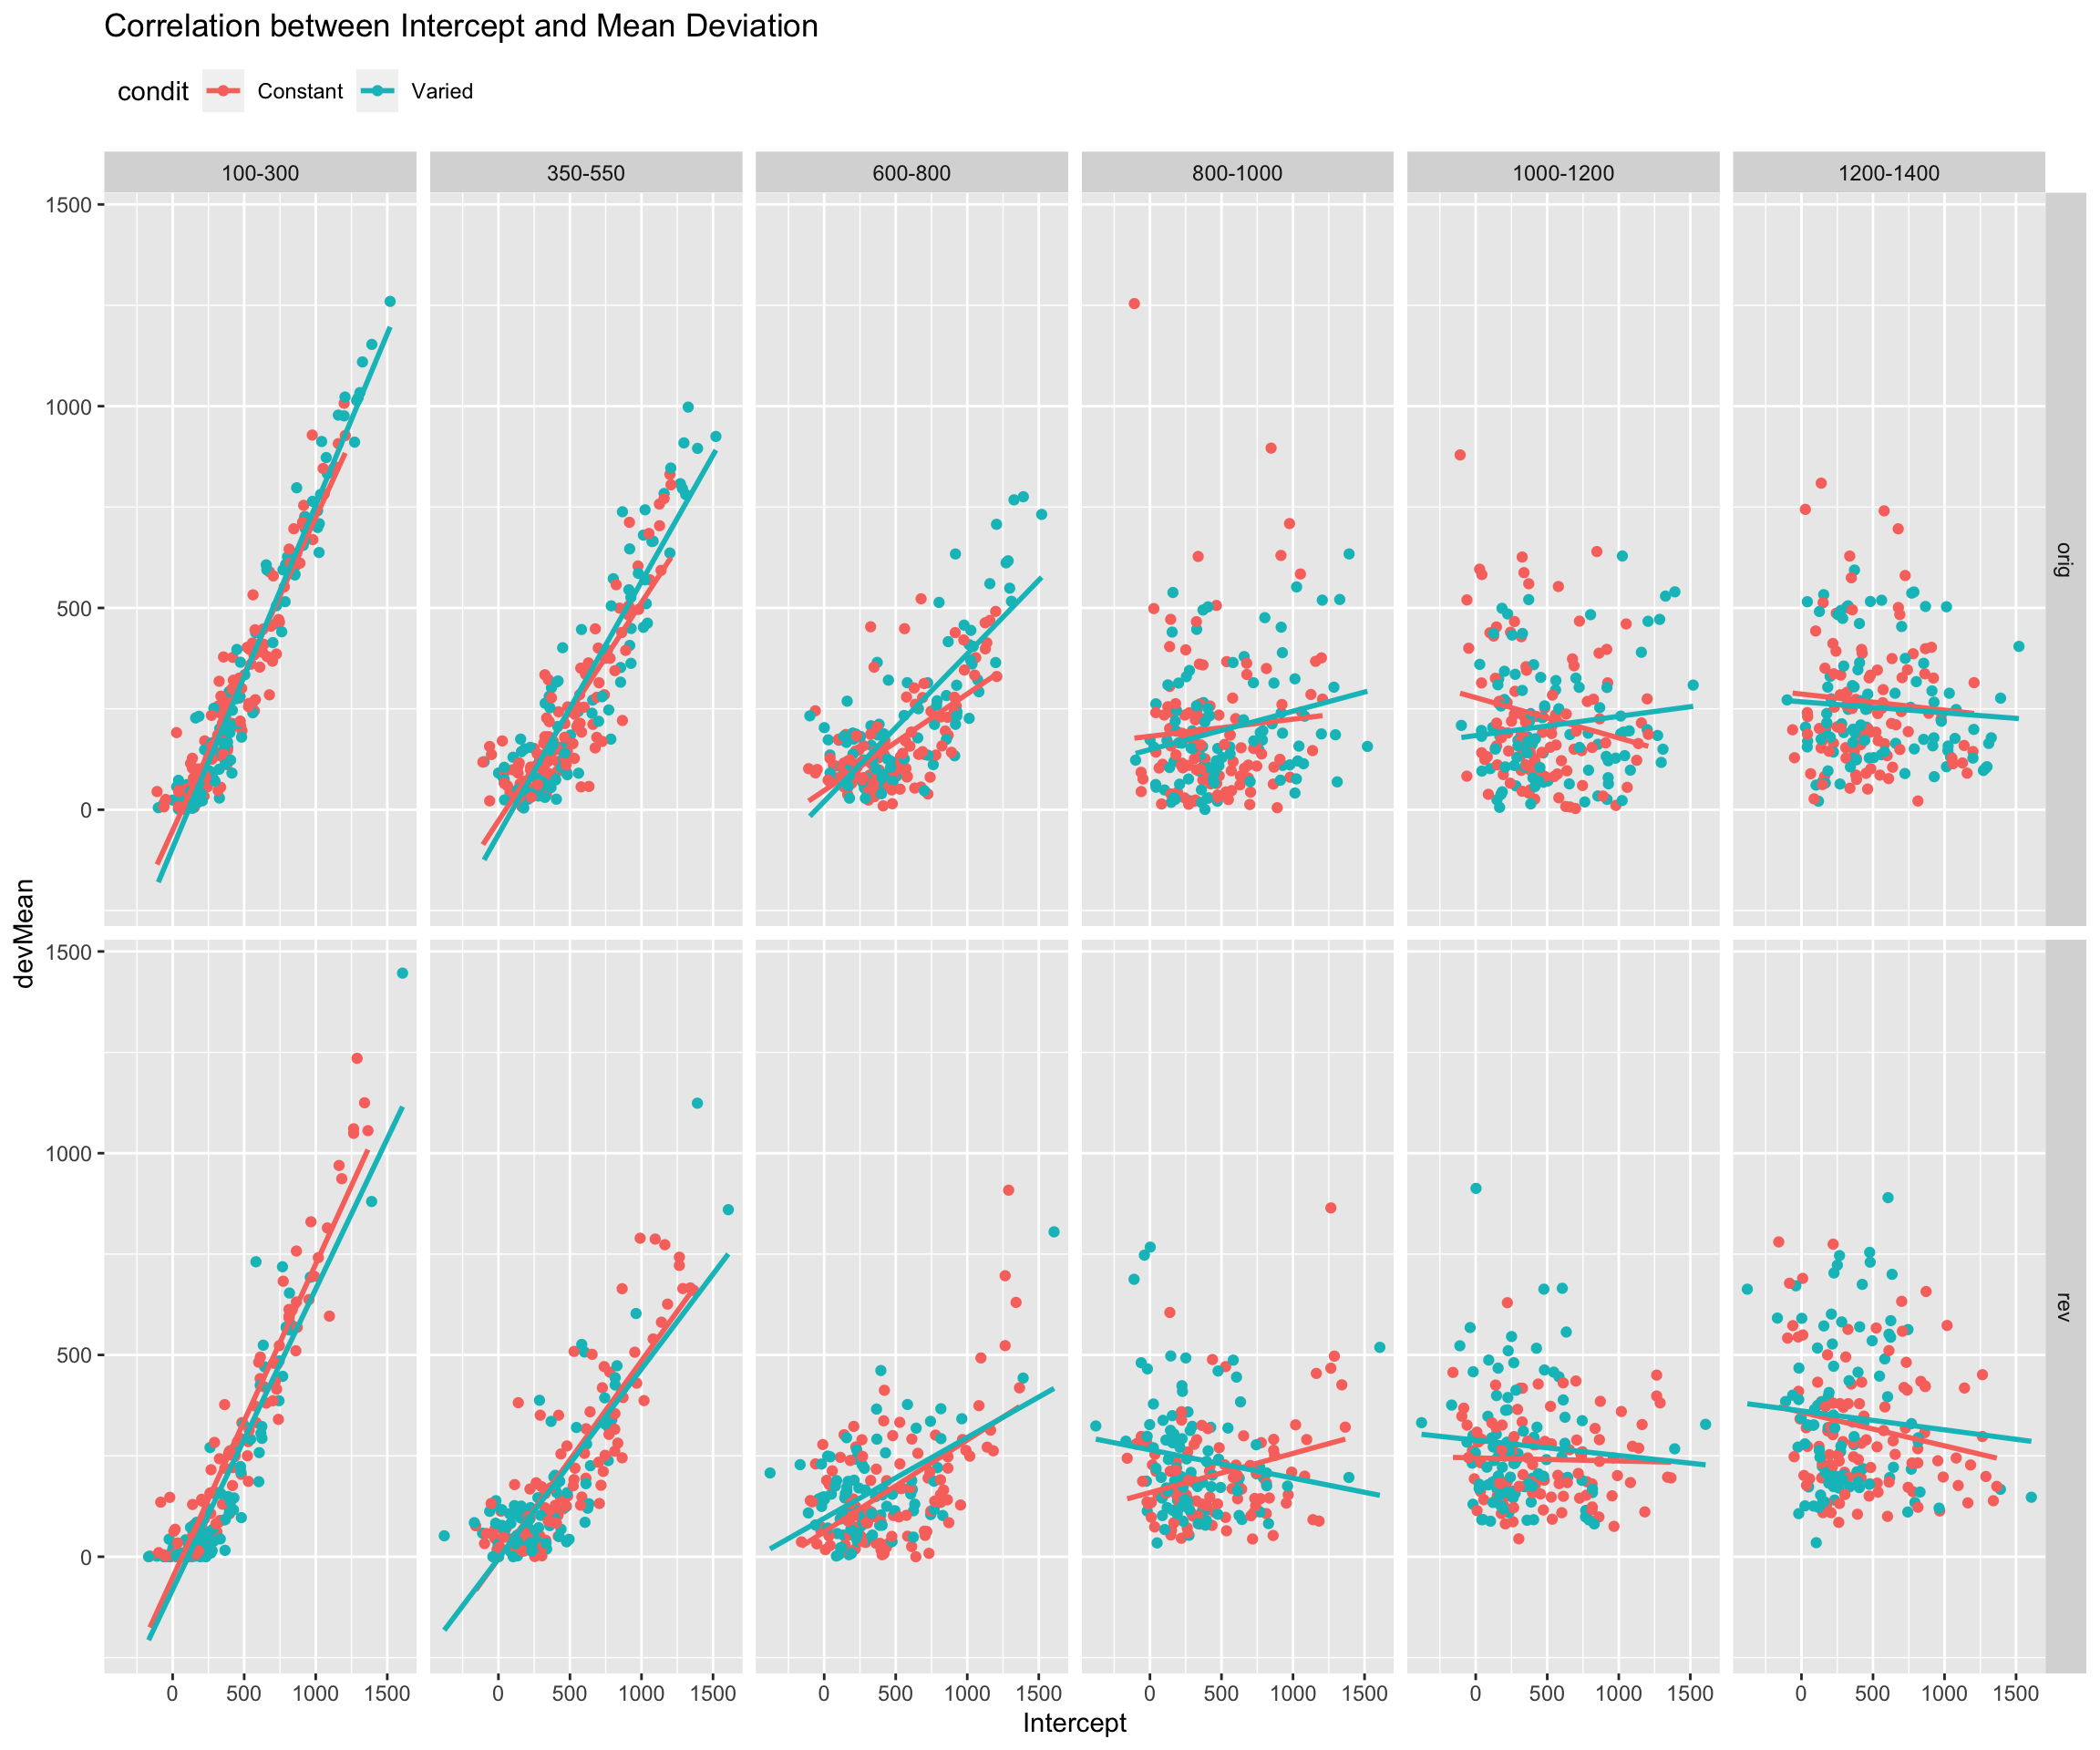 Correlation between Intercept and Mean Deviation
condit Constant Varied
100-300 350-550 600-800 800-1000 1000-1200 1200-1400
1500
1000
500
0
orig
devMean
1500
1000
500
0
rev
0 500 1000 1500 0 500 1000 1500 0 500 1000 1500 0 500 1000 1500 0 500 1000 1500 0 500 1000 1500
Intercept